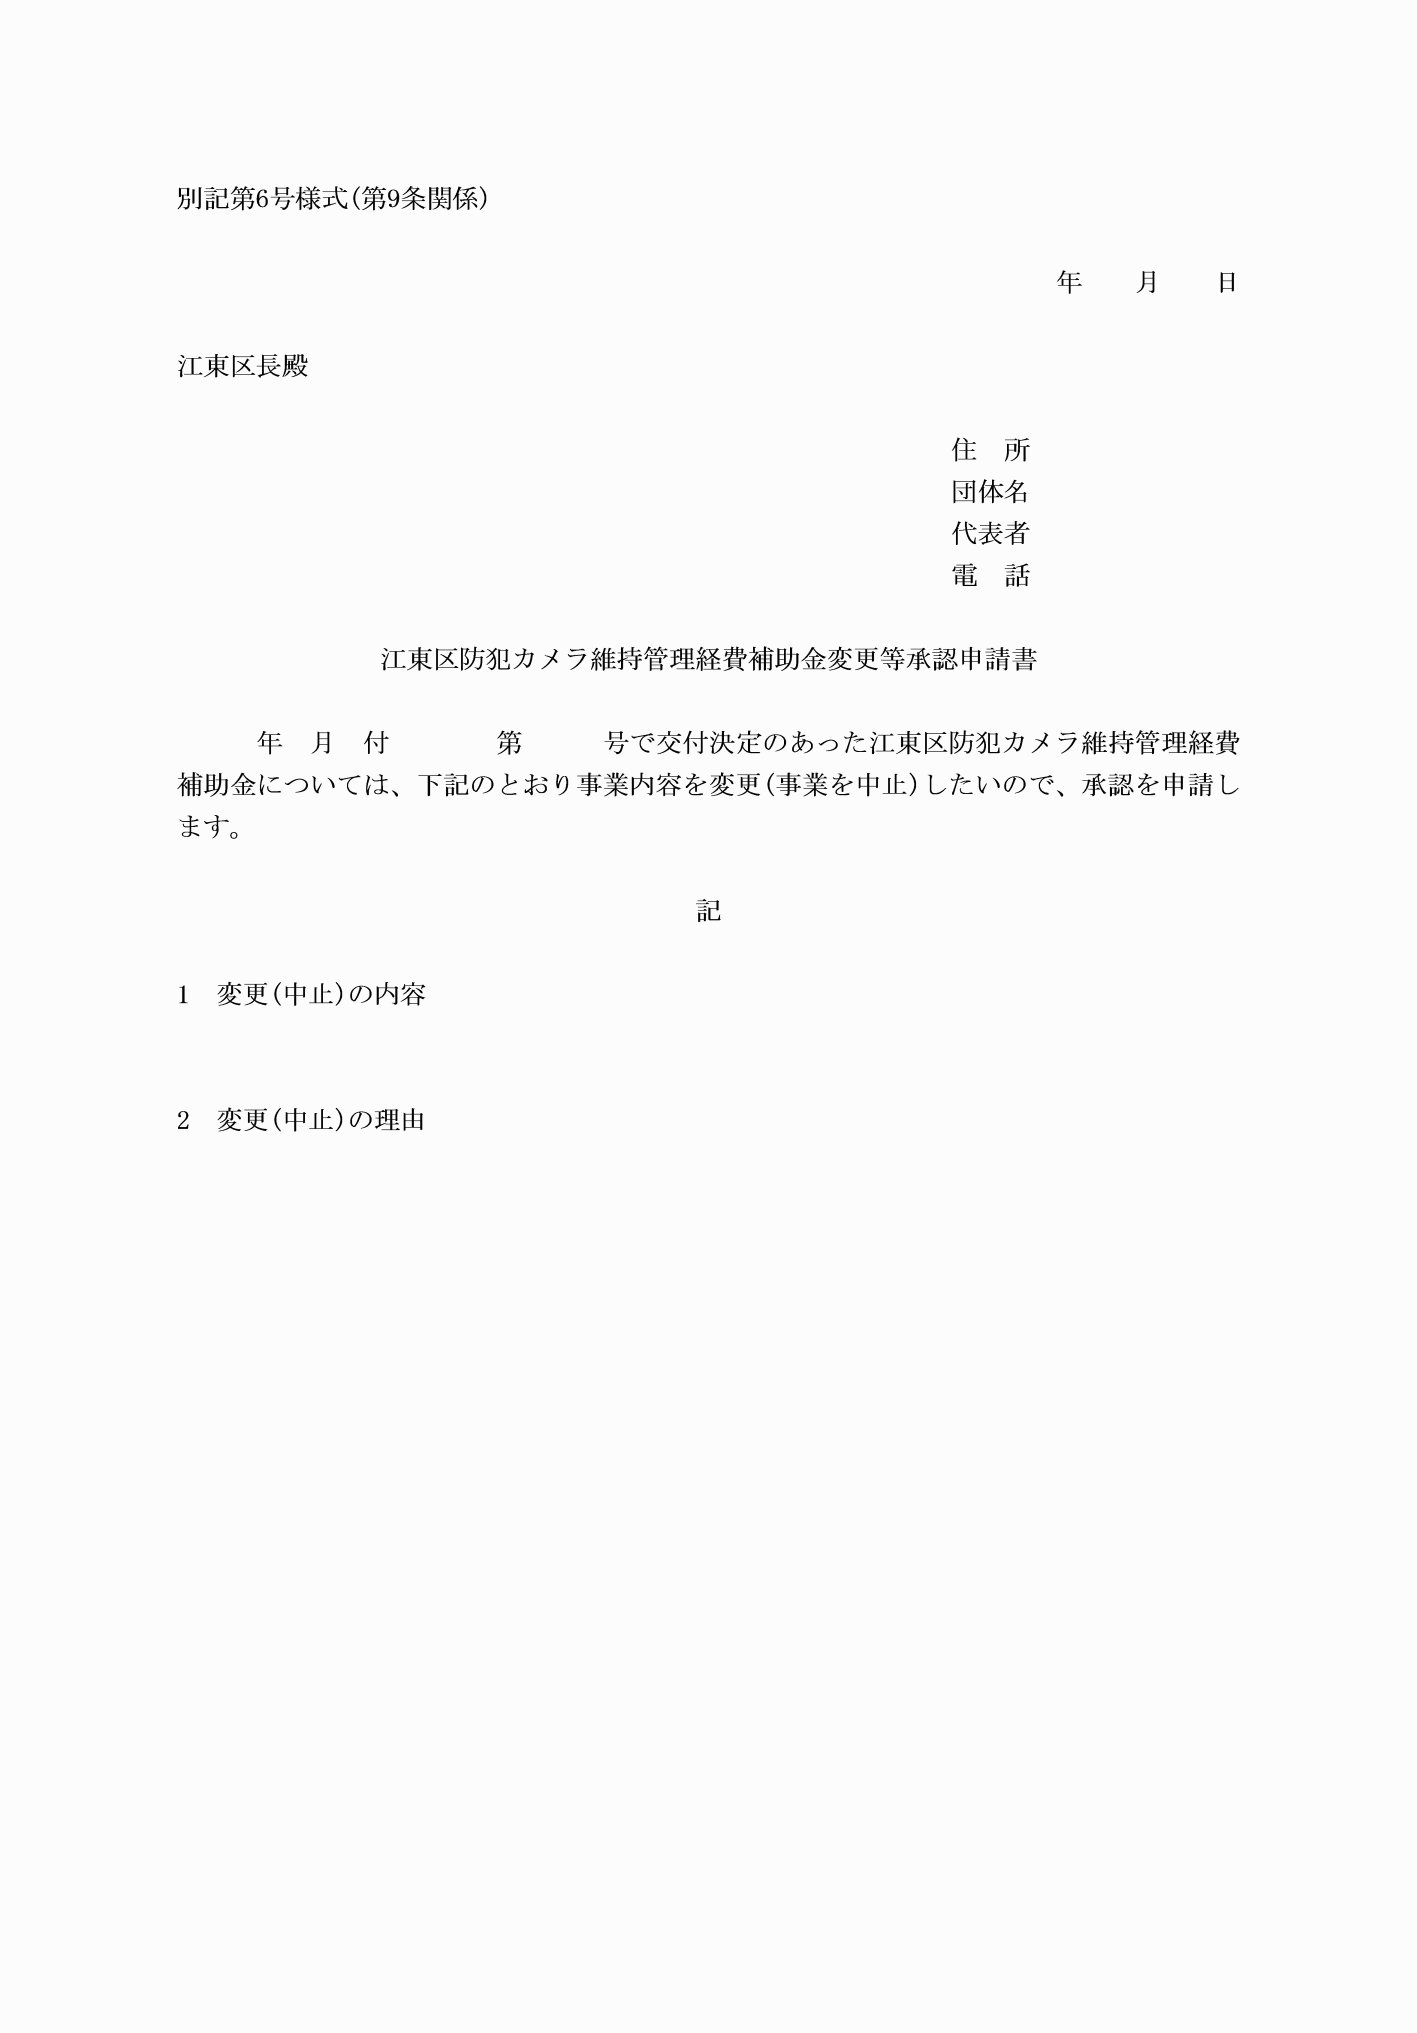 別記第6号様式(第9条関係)
年　　月　　日
江東区長殿
住　所
団体名
代表者
電　話
江東区防犯カメラ維持管理経費補助金変更等承認申請書
年　月　付　　　　第　　　号で交付決定のあった江東区防犯カメラ維持管理経費
補助金については、下記のとおり事業内容を変更(事業を中止)したいので、承認を申請し
ます。
記
1　変更(中止)の内容
2　変更(中止)の理由